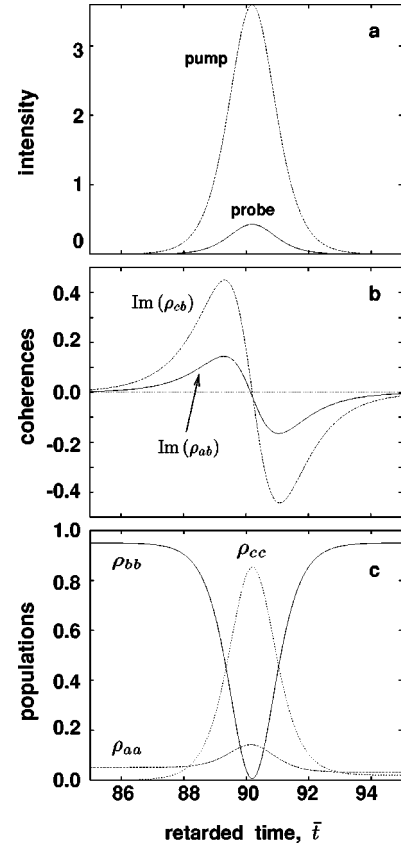 a
3
2
1
0
intensity
pump
probe
b
0.4
0.2
0.0
-0.2
-0.4
coherences
Im (ρcb)
Im (ρab)
c
1.0
0.8
0.6
0.4
0.2
0.0
populations
ρbb
ρcc
ρaa
86 88 90 92 94
retarded time, t̄